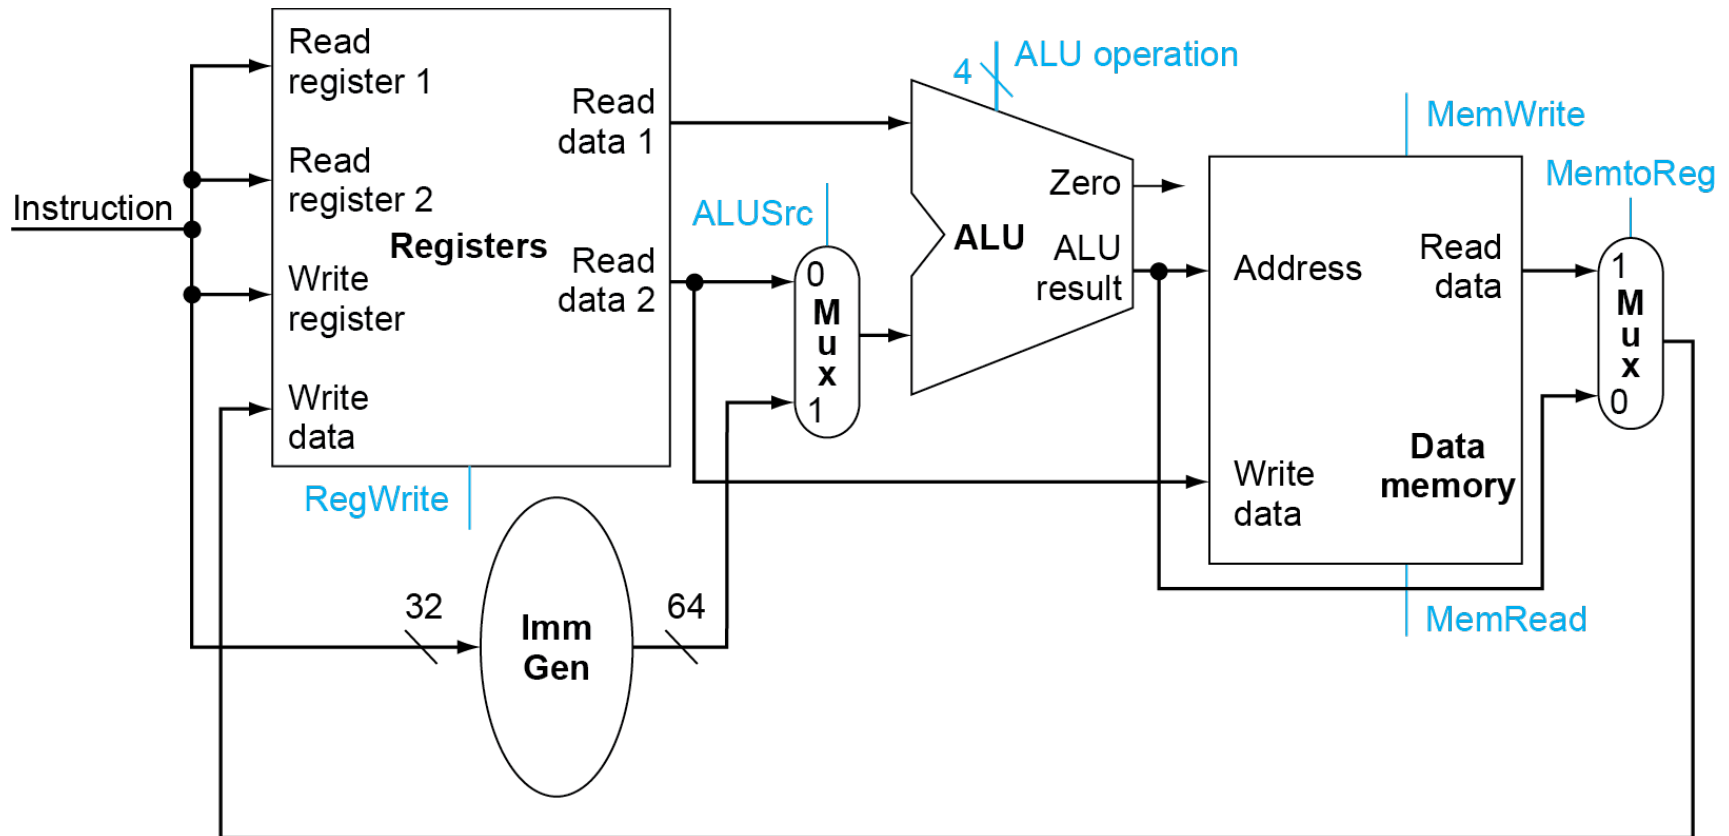 Instruction
Read
register 1
Read
register 2
Write
register
Write
data
Registers
Read
data 1
Read
data 2
RegWrite
32
Imm
Gen
64
ALUSrc
0
M
u
x
1
4
ALU operation
ALU
Zero
ALU
result
MemWrite
Address
Read
data
Write
data
Data
memory
MemRead
MemtoReg
1
M
u
x
0